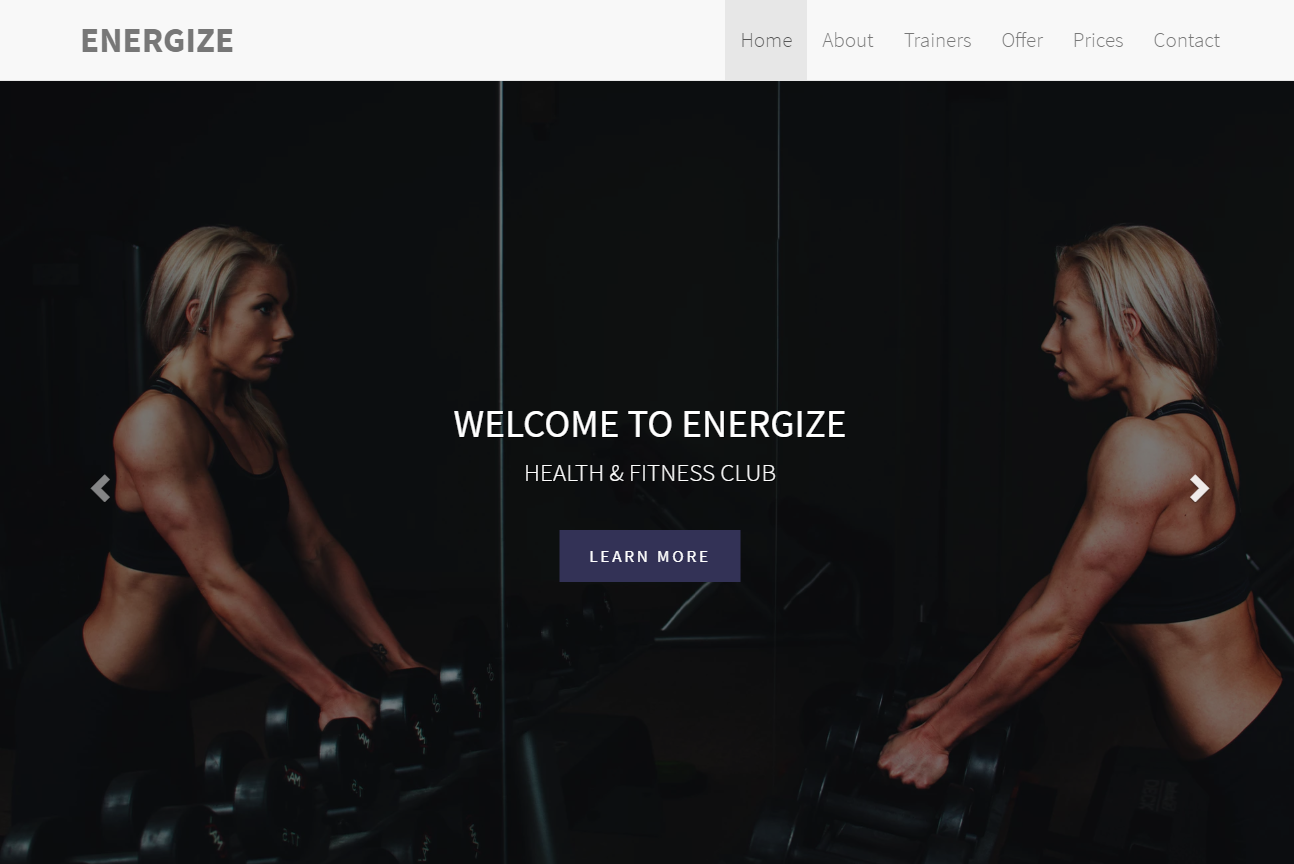 ENERGIZE
Home About Trainers Offer Prices Contact
WELCOME TO ENERGIZE
HEALTH & FITNESS CLUB
LEARN MORE